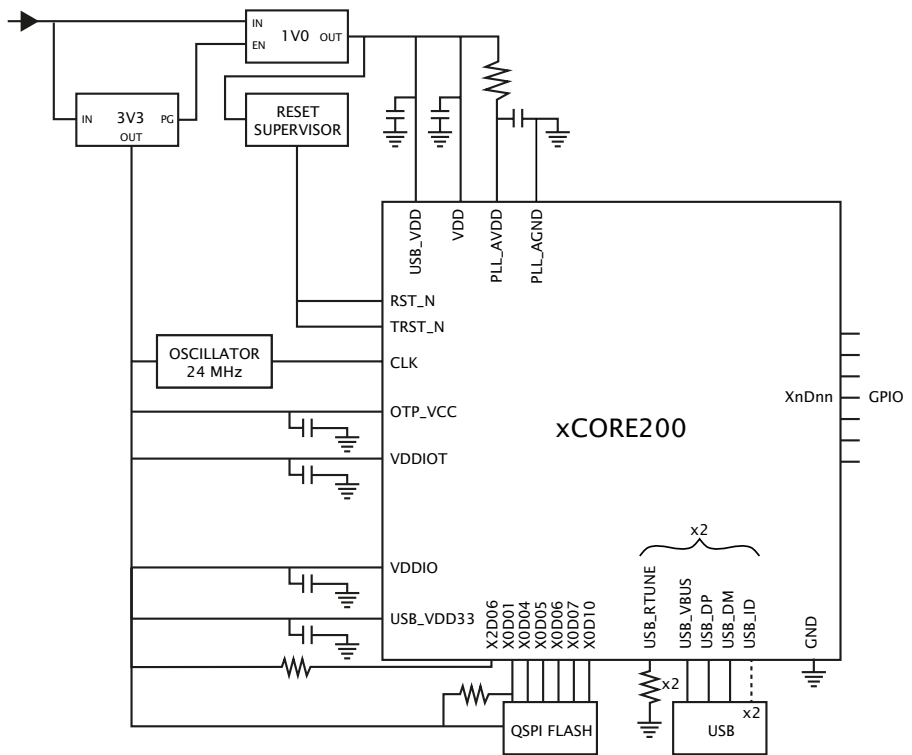 IN
1V0
OUT
EN
IN
3V3
PG
OUT
RESET
SUPERVISOR
USB_VDD
VDD
PLL_AVDD
PLL_AGND
RST_N
TRST_N
OSCILLATOR
24 MHz
CLK
XnDnn
GPIO
OTP_VCC
xCORE200
VDDIOT
x2
VDDIO
USB_VDD33
X2D06
X0D01
X0D04
X0D05
X0D06
X0D07
X0D10
USB_RTUNE
USB_VBUS
USB_DP
USB_DM
USB_ID
GND
x2
x2
QSPI FLASH
USB